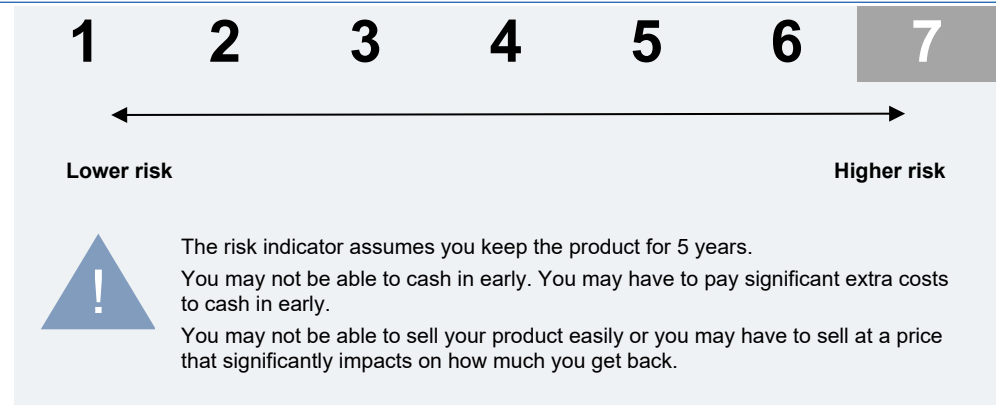 1 2 3 4 5 6 7
Lower risk Higher risk
!
The risk indicator assumes you keep the product for 5 years.
You may not be able to cash in early. You may have to pay significant extra costs
to cash in early.
You may not be able to sell your product easily or you may have to sell at a price
that significantly impacts on how much you get back.